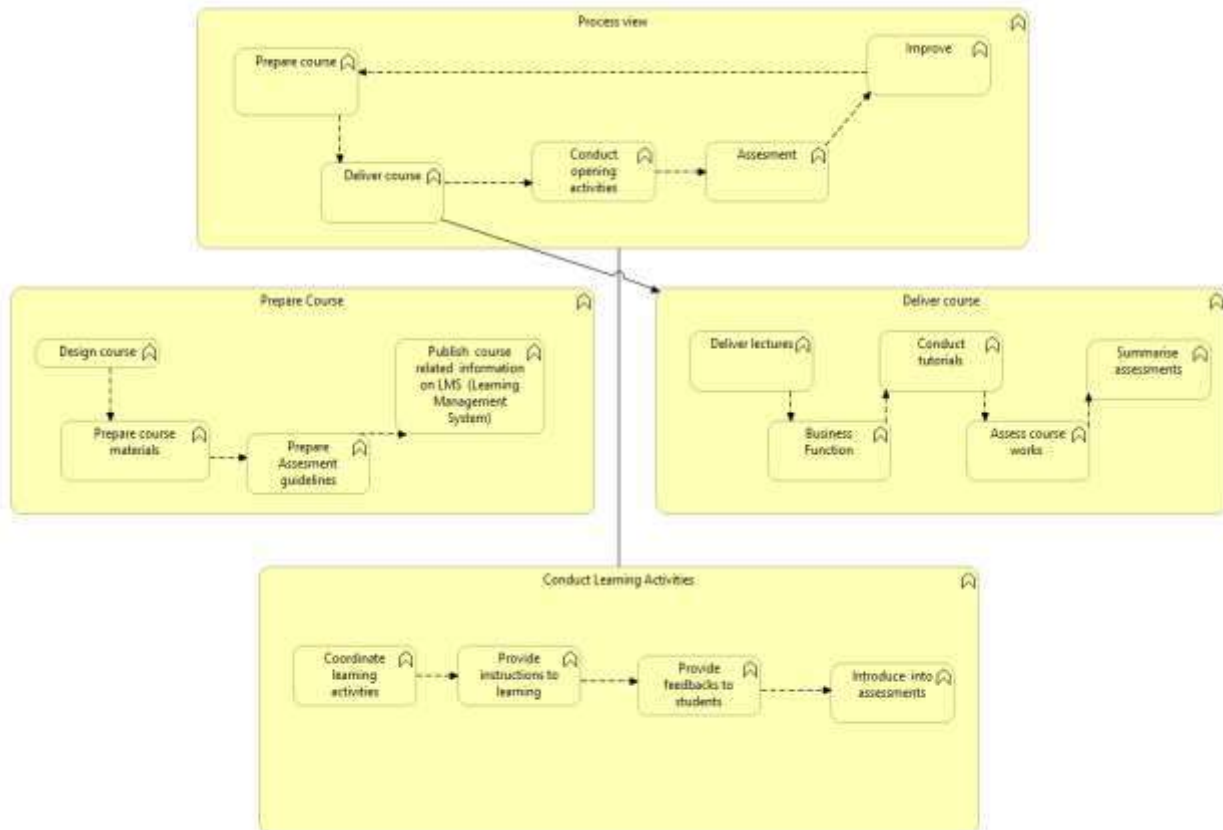 Process view
Prepare course
Improve
Deliver course
Conduct
opening
activities
Assesment
Prepare Course
Design course
Prepare course
materials
Prepare
Assesment
guidelines
Publish course
related information
on LMS (Learning
Management
System)
Deliver course
Deliver lectures
Business
Function
Conduct
tutorials
Assess course
works
Summarise
assessments
Conduct Learning Activities
Coordinate
learning
activities
Provide
instructions to
learning
Provide
feedbacks to
students
Introduce into
assessments